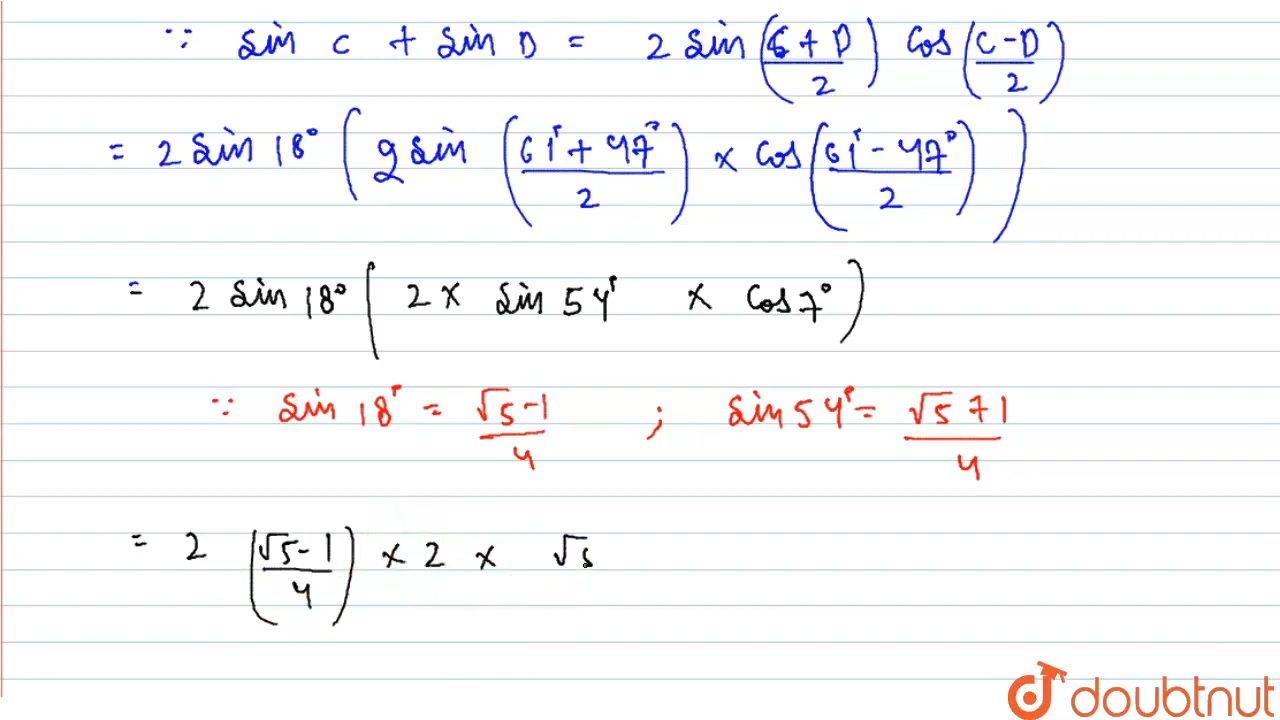 ∵ sin C + sin D = 2 sin ((C + D)/2) cos ((C - D)/2)
= 2 sin 18° ( 2 sin ((61° + 47°)/2) × cos ((61° - 47°)/2) )
= 2 sin 18° ( 2 × sin 54° × cos 7° )
∵ sin 18° = (√5 - 1)/4 ; sin 54° = (√5 + 1)/4
= 2 ((√5 - 1)/4) × 2 × √5
doubtnut